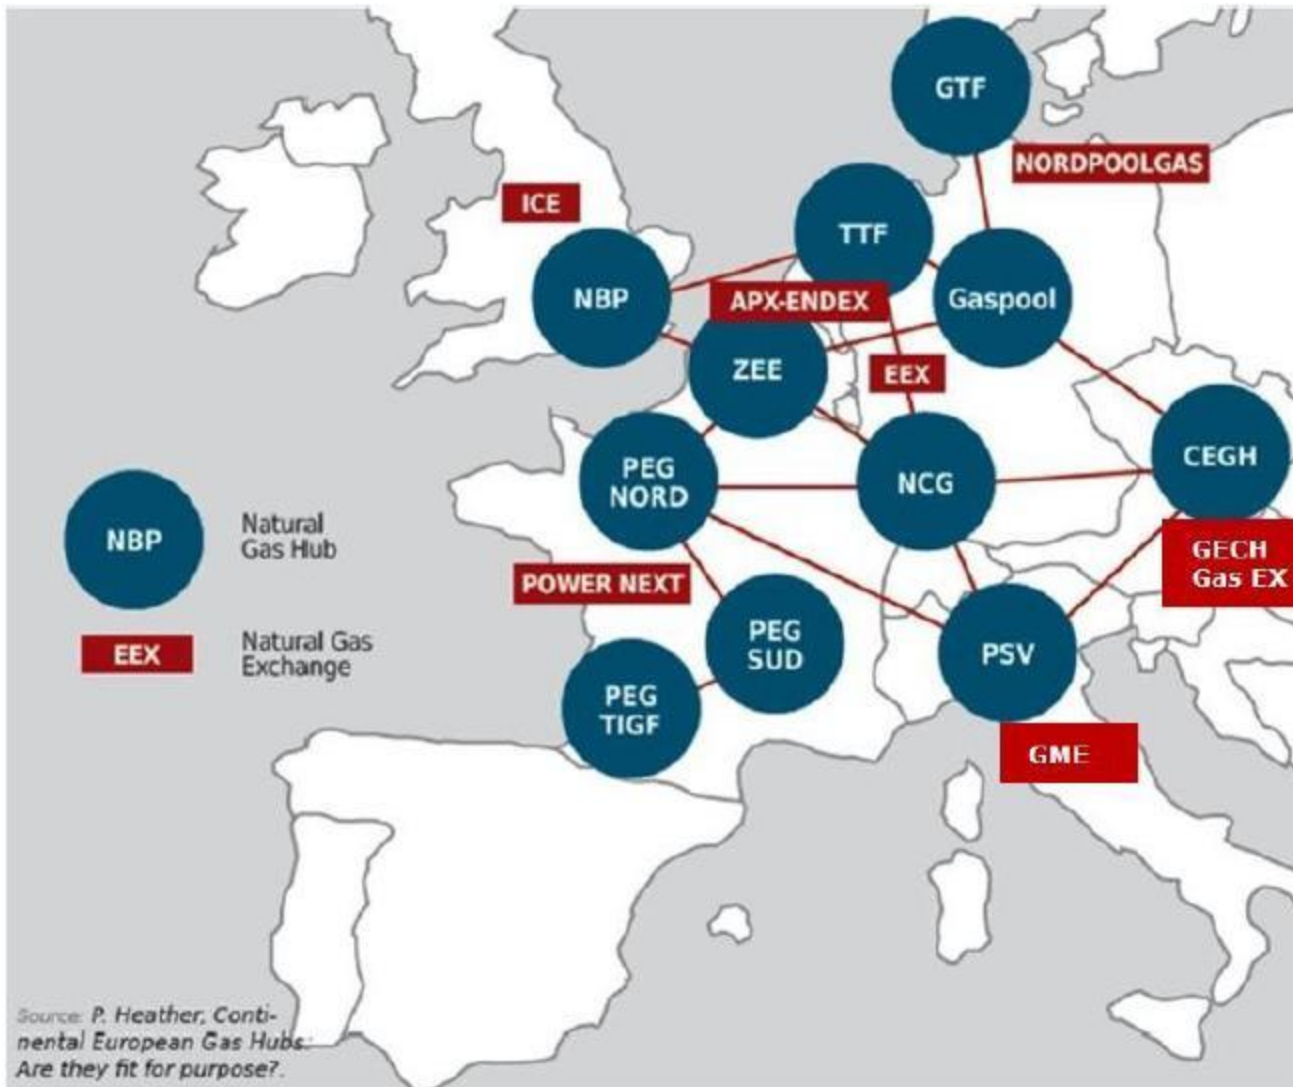 GTF
NORDPOOLGAS
ICE
TTF
NBP
APX-ENDEX
Gaspool
ZEE
EEX
PEG
NORD
NCG
CEGH
NBP
Natural
Gas Hub
GECH
Gas EX
POWER NEXT
PEG
SUD
PSV
EEX
Natural Gas
Exchange
PEG
TIGF
GME
Source: P. Heather, Conti-
nental European Gas Hubs:
Are they fit for purpose?.